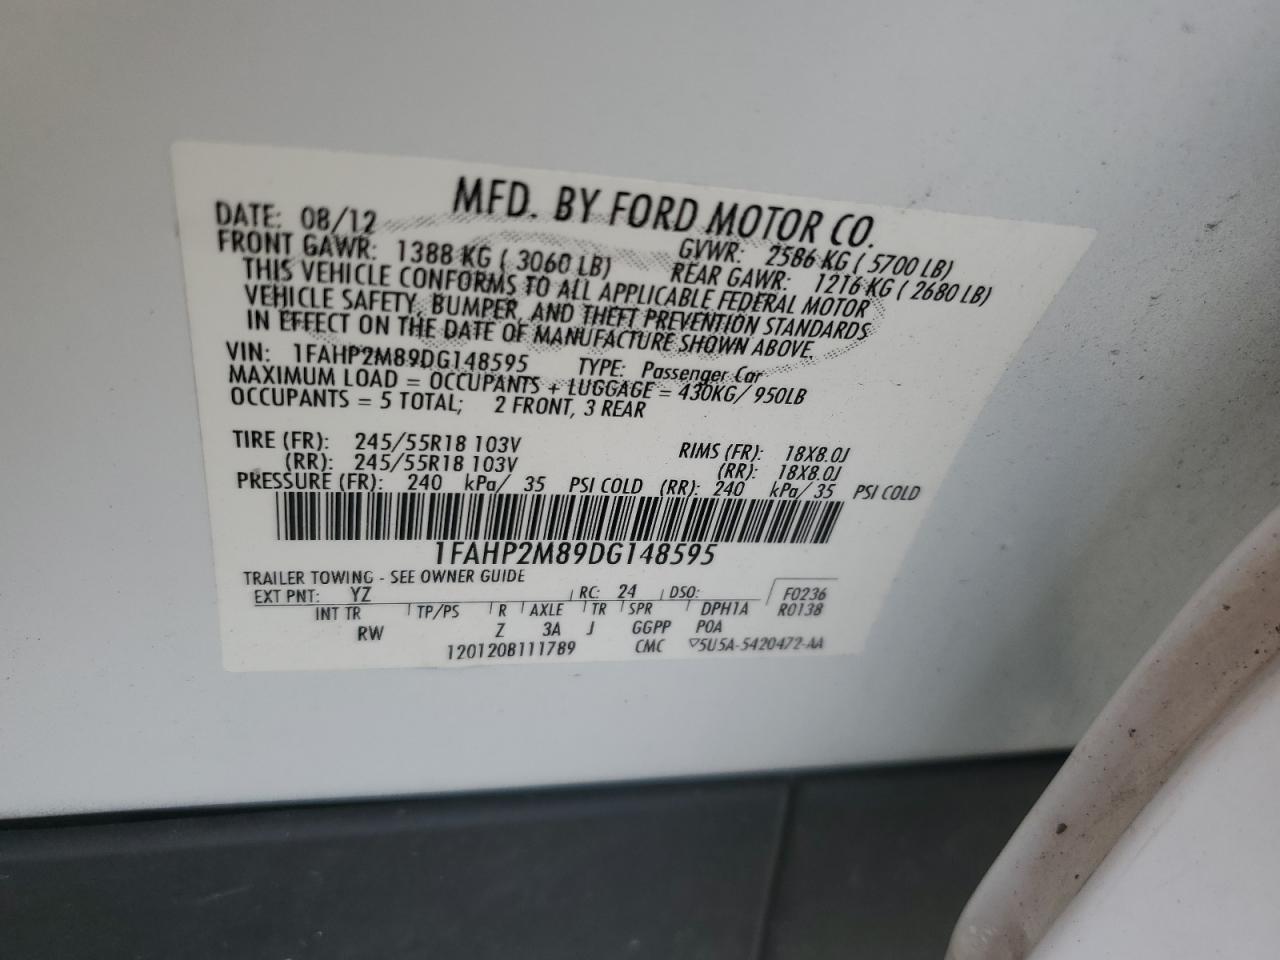 MFD. BY FORD MOTOR CO.
DATE: 08/12 GVWR: 2586 KG ( 5700 LB)
FRONT GAWR: 1388 KG ( 3060 LB) REAR GAWR: 1216 KG ( 2680 LB)
THIS VEHICLE CONFORMS TO ALL APPLICABLE FEDERAL MOTOR
VEHICLE SAFETY, BUMPER, AND THEFT PREVENTION STANDARDS
IN EFFECT ON THE DATE OF MANUFACTURE SHOWN ABOVE.
VIN: 1FAHP2M89DG148595 TYPE: Passenger Car
MAXIMUM LOAD = OCCUPANTS + LUGGAGE = 430KG/ 950LB
OCCUPANTS = 5 TOTAL; 2 FRONT, 3 REAR
TIRE (FR): 245/55R18 103V RIMS (FR): 18X8.0J
(RR): 245/55R18 103V (RR): 18X8.0J
PRESSURE (FR): 240 kPa/ 35 PSI COLD (RR): 240 kPa/ 35 PSI COLD
1FAHP2M89DG148595
TRAILER TOWING - SEE OWNER GUIDE
EXT PNT: YZ RC: 24 DSO: F0236
INT TR TP/PS R AXLE TR SPR DPH1A R0138
RW Z 3A J GGPP P0A
1201208111789 CMC ▽5U5A-5420472-AA